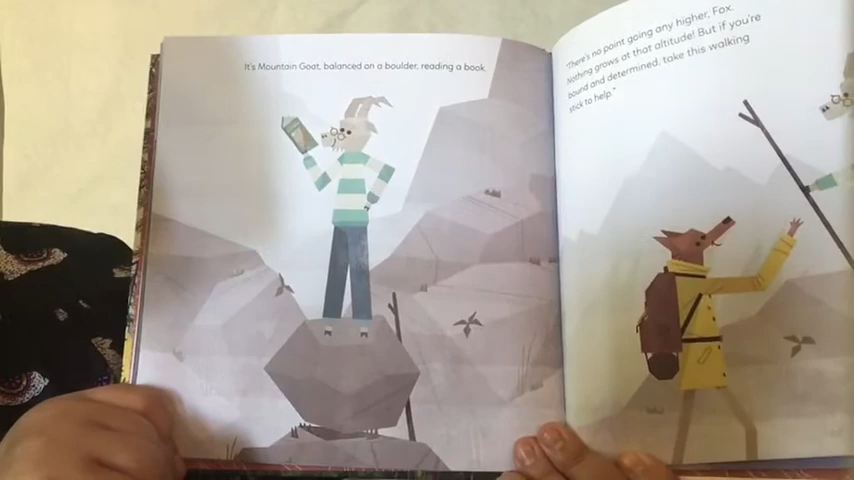 It's Mountain Goat, balanced on a boulder, reading a book.
"There's no point going any higher, Fox.
Nothing grows at that altitude! But if you're
bound and determined, take this walking
stick to help."